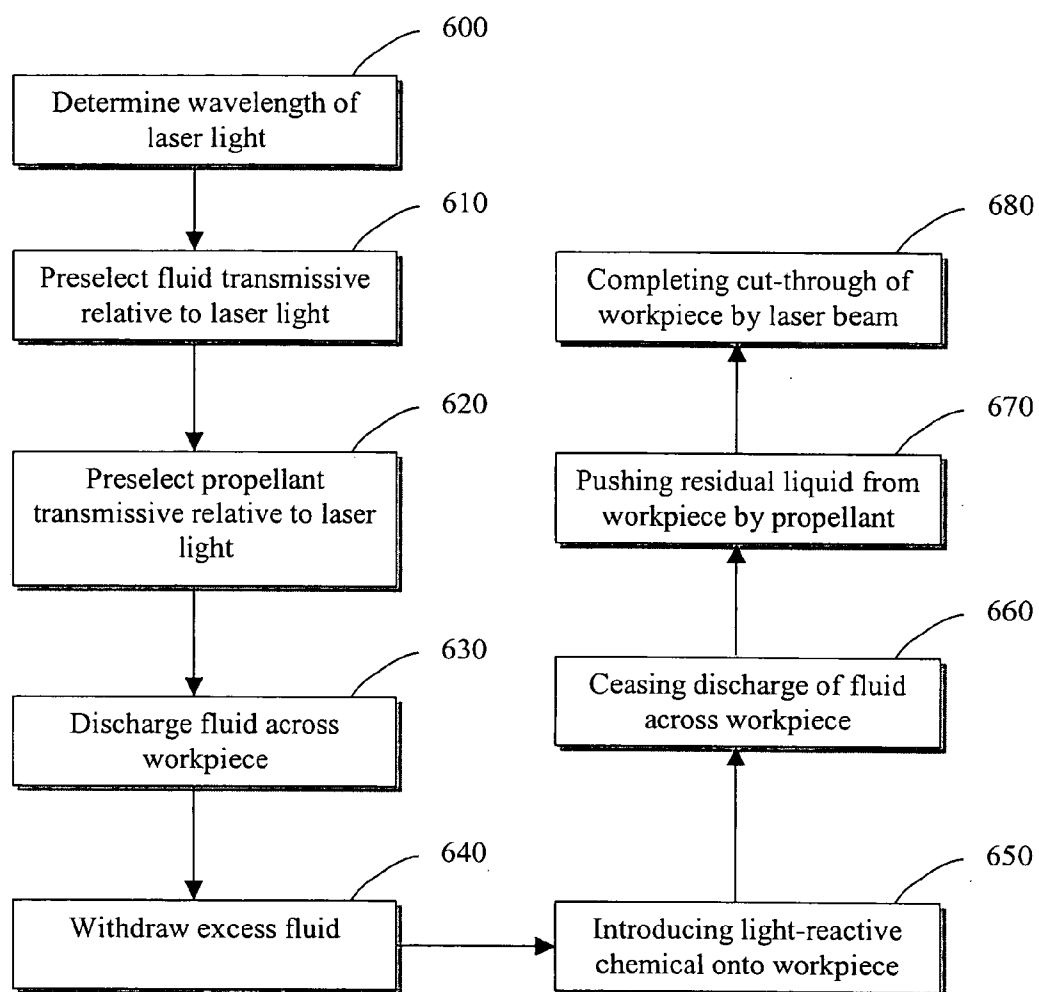 600
Determine wavelength of
laser light
610
Preselect fluid transmissive
relative to laser light
620
Preselect propellant
transmissive relative to laser
light
630
Discharge fluid across
workpiece
640
Withdraw excess fluid
650
Introducing light-reactive
chemical onto workpiece
660
Ceasing discharge of fluid
across workpiece
670
Pushing residual liquid from
workpiece by propellant
680
Completing cut-through of
workpiece by laser beam